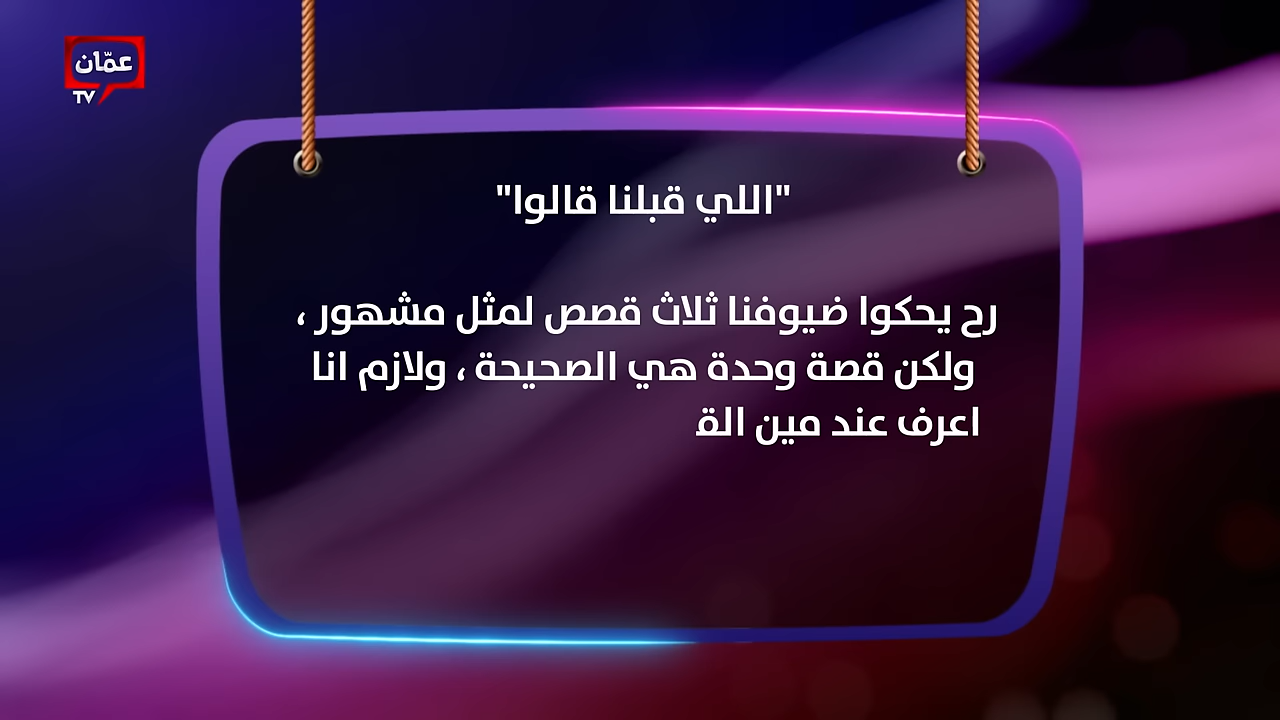 عمّان
TV
"اللي قبلنا قالوا"
رح يحكوا ضيوفنا ثلاث قصص لمثل مشهور ،
ولكن قصة وحدة هي الصحيحة ، ولازم انا
اعرف عند مين الق